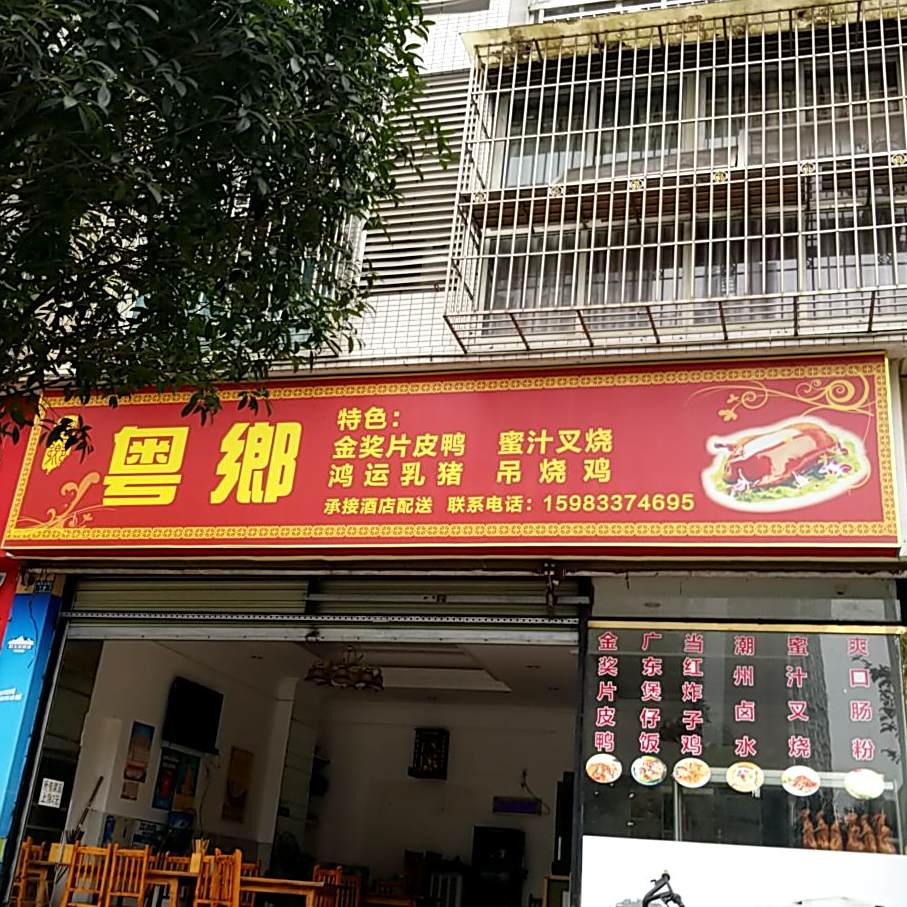 粤鄉
特色：
金奖片皮鸭 蜜汁叉烧
鸿运乳猪 吊烧鸡
承接酒店配送 联系电话：15983374695
金奖片皮鸭
广东煲仔饭
当红炸子鸡
潮州卤水
蜜汁叉烧
爽口肠粉